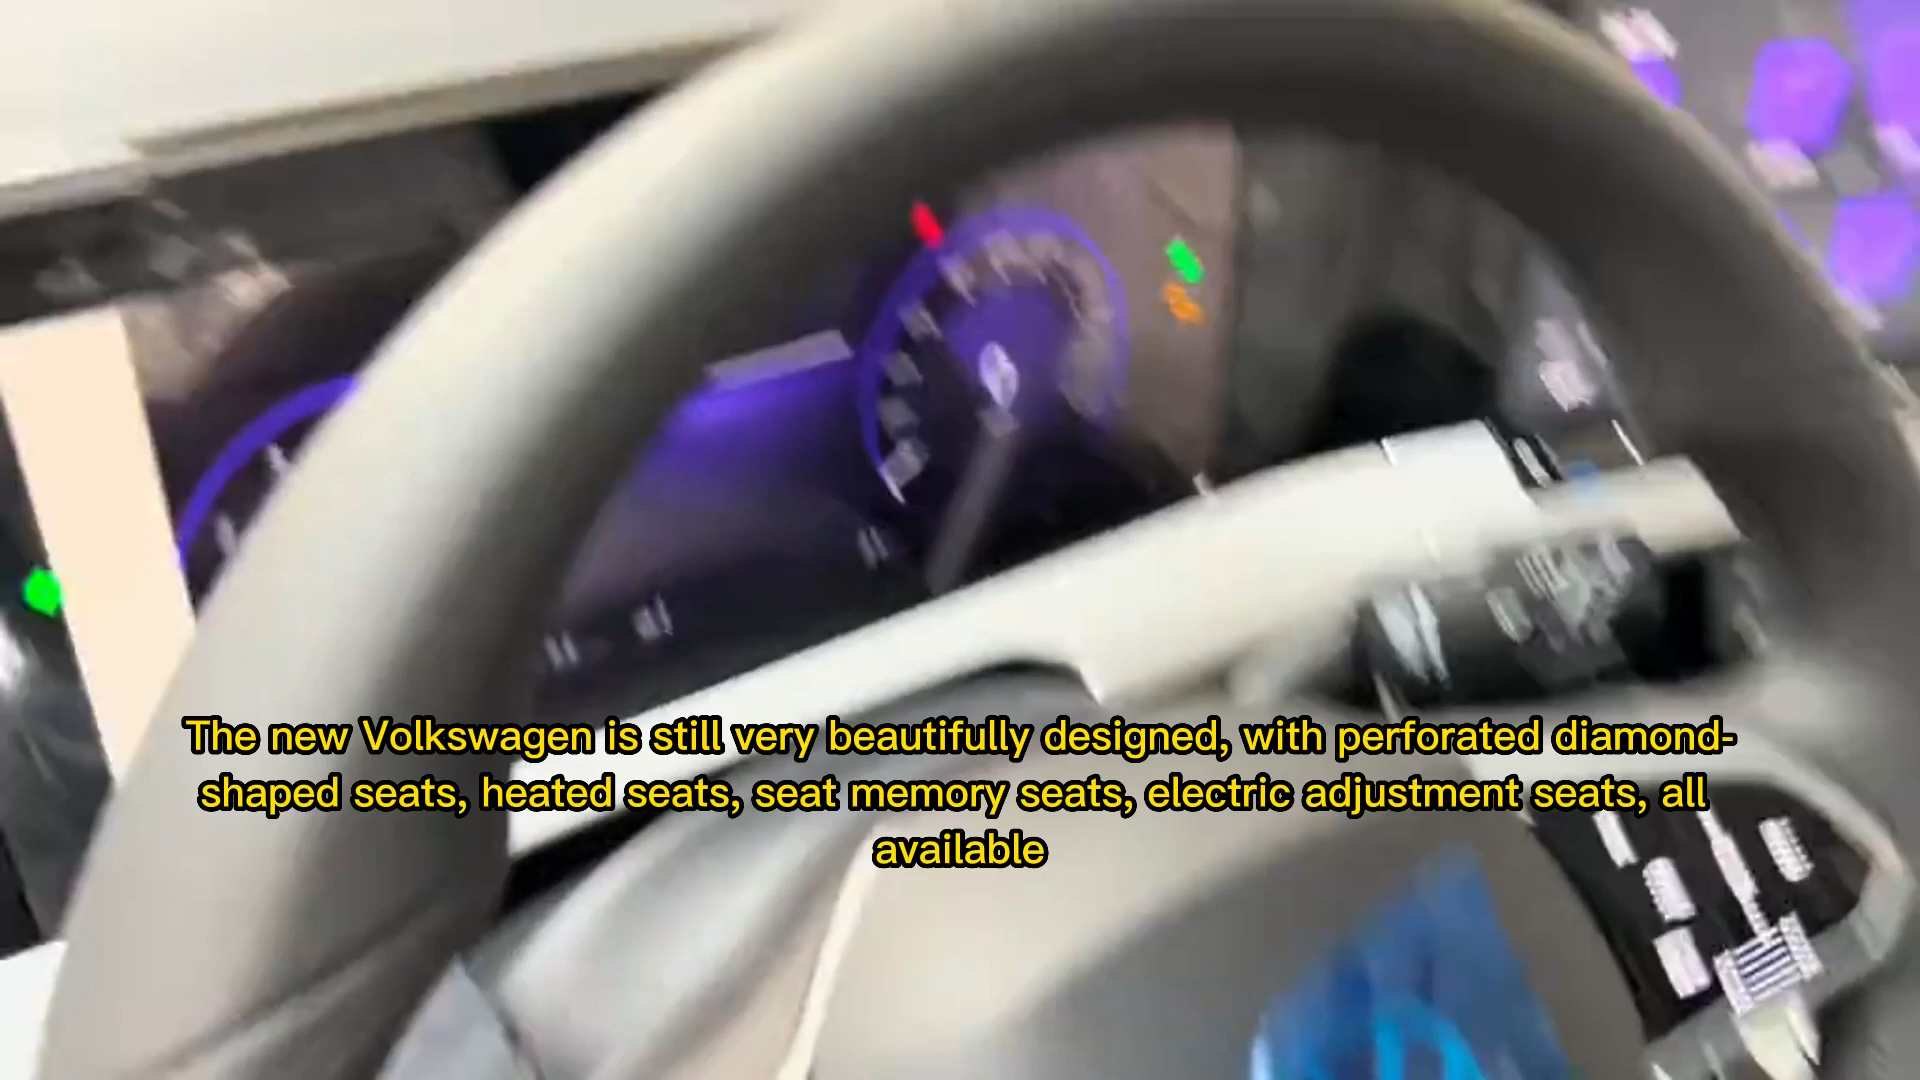 The new Volkswagen is still very beautifully designed, with perforated diamond-
shaped seats, heated seats, seat memory seats, electric adjustment seats, all
available